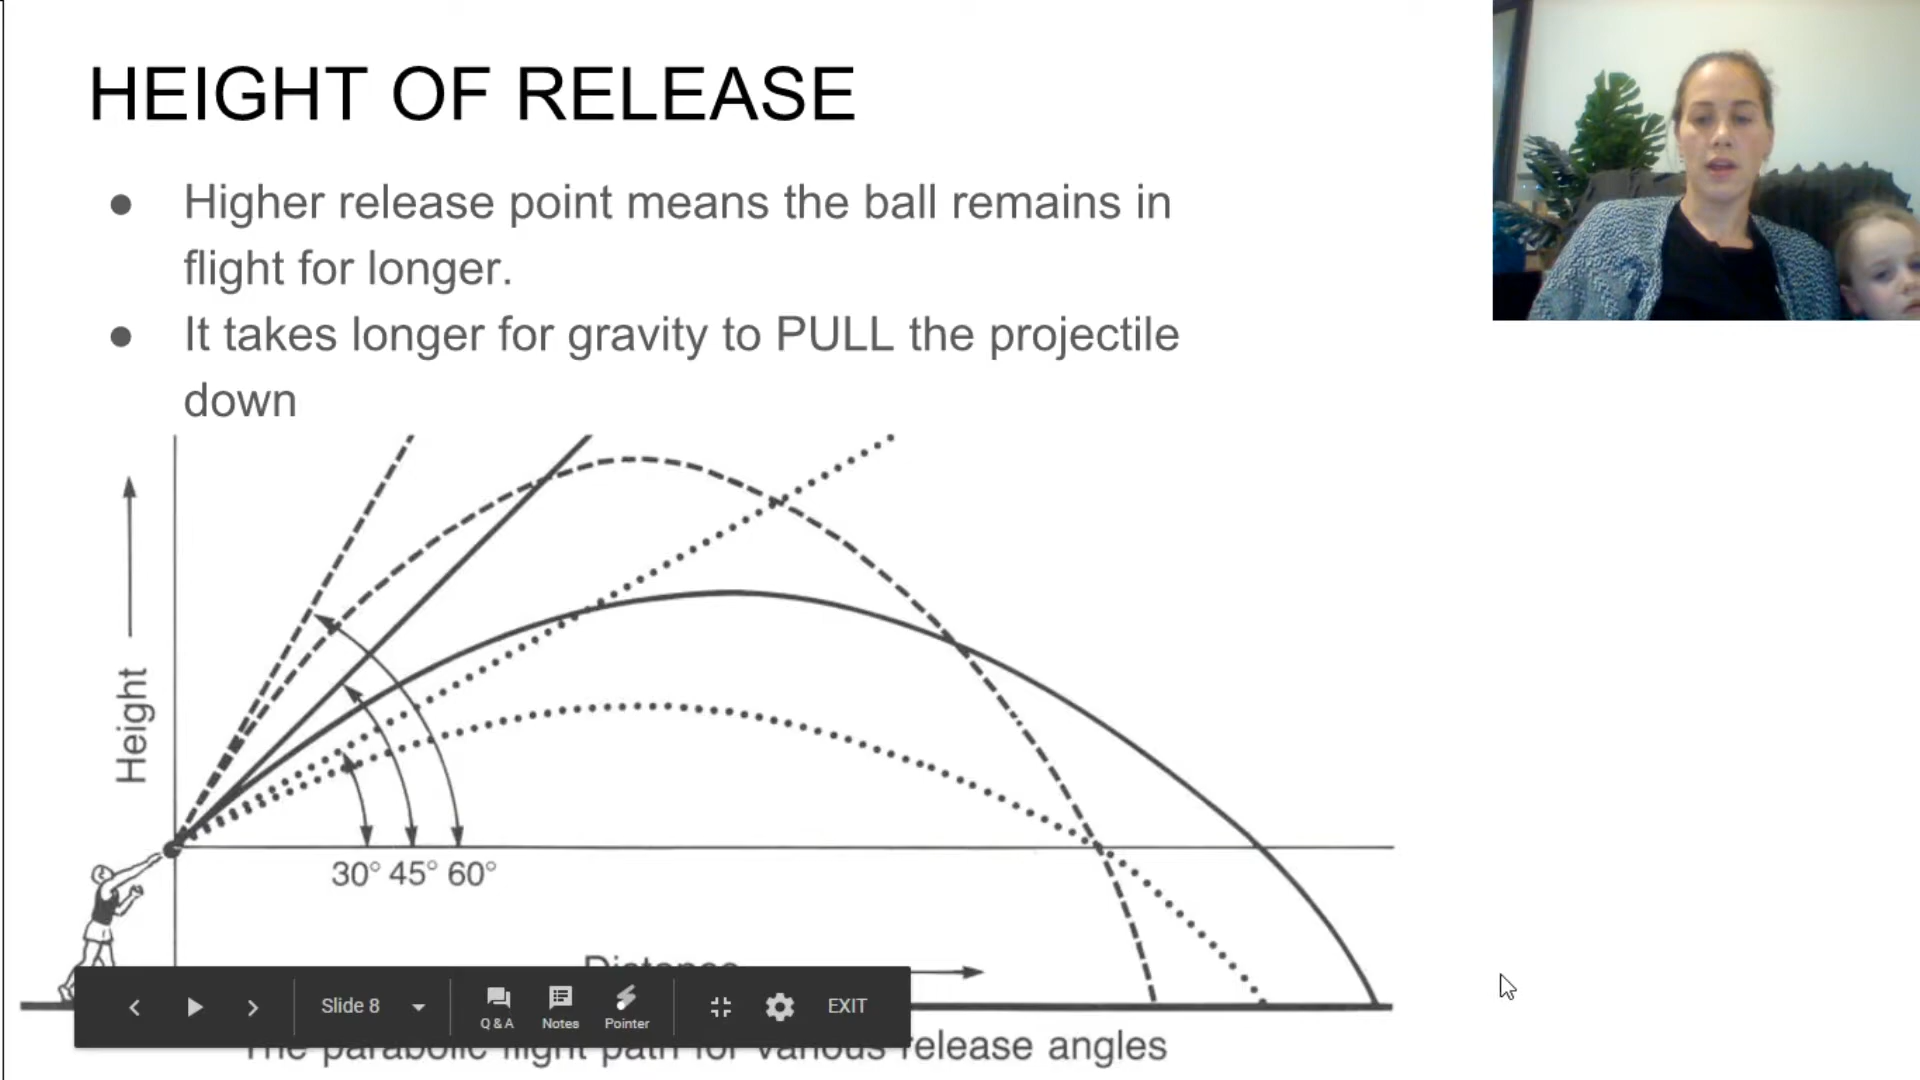 HEIGHT OF RELEASE
● Higher release point means the ball remains in
flight for longer.
● It takes longer for gravity to PULL the projectile
down
Height
30° 45° 60°
Distance
Slide 8
Q & A
Notes
Pointer
EXIT
The parabolic flight path for various release angles